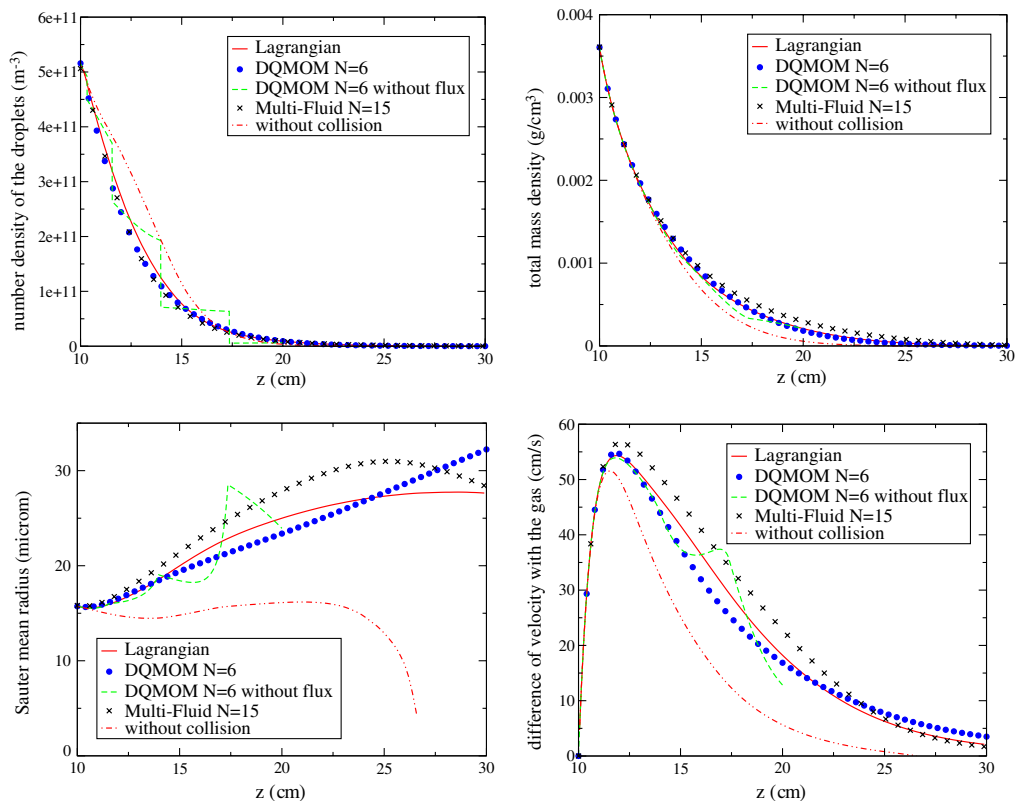 number density of the droplets (m⁻³)
6e+11
5e+11
4e+11
3e+11
2e+11
1e+11
0
10
15
20
25
30
z (cm)
Lagrangian
DQMOM N=6
DQMOM N=6 without flux
Multi-Fluid N=15
without collision
total mass density (g/cm³)
0.004
0.003
0.002
0.001
0
10
15
20
25
30
z (cm)
Lagrangian
DQMOM N=6
DQMOM N=6 without flux
Multi-Fluid N=15
without collision
Sauter mean radius (microm)
30
20
10
0
10
15
20
25
30
z (cm)
Lagrangian
DQMOM N=6
DQMOM N=6 without flux
Multi-Fluid N=15
without collision
difference of velocity with the gas (cm/s)
60
50
40
30
20
10
0
10
15
20
25
30
z (cm)
Lagrangian
DQMOM N=6
DQMOM N=6 without flux
Multi-Fluid N=15
without collision